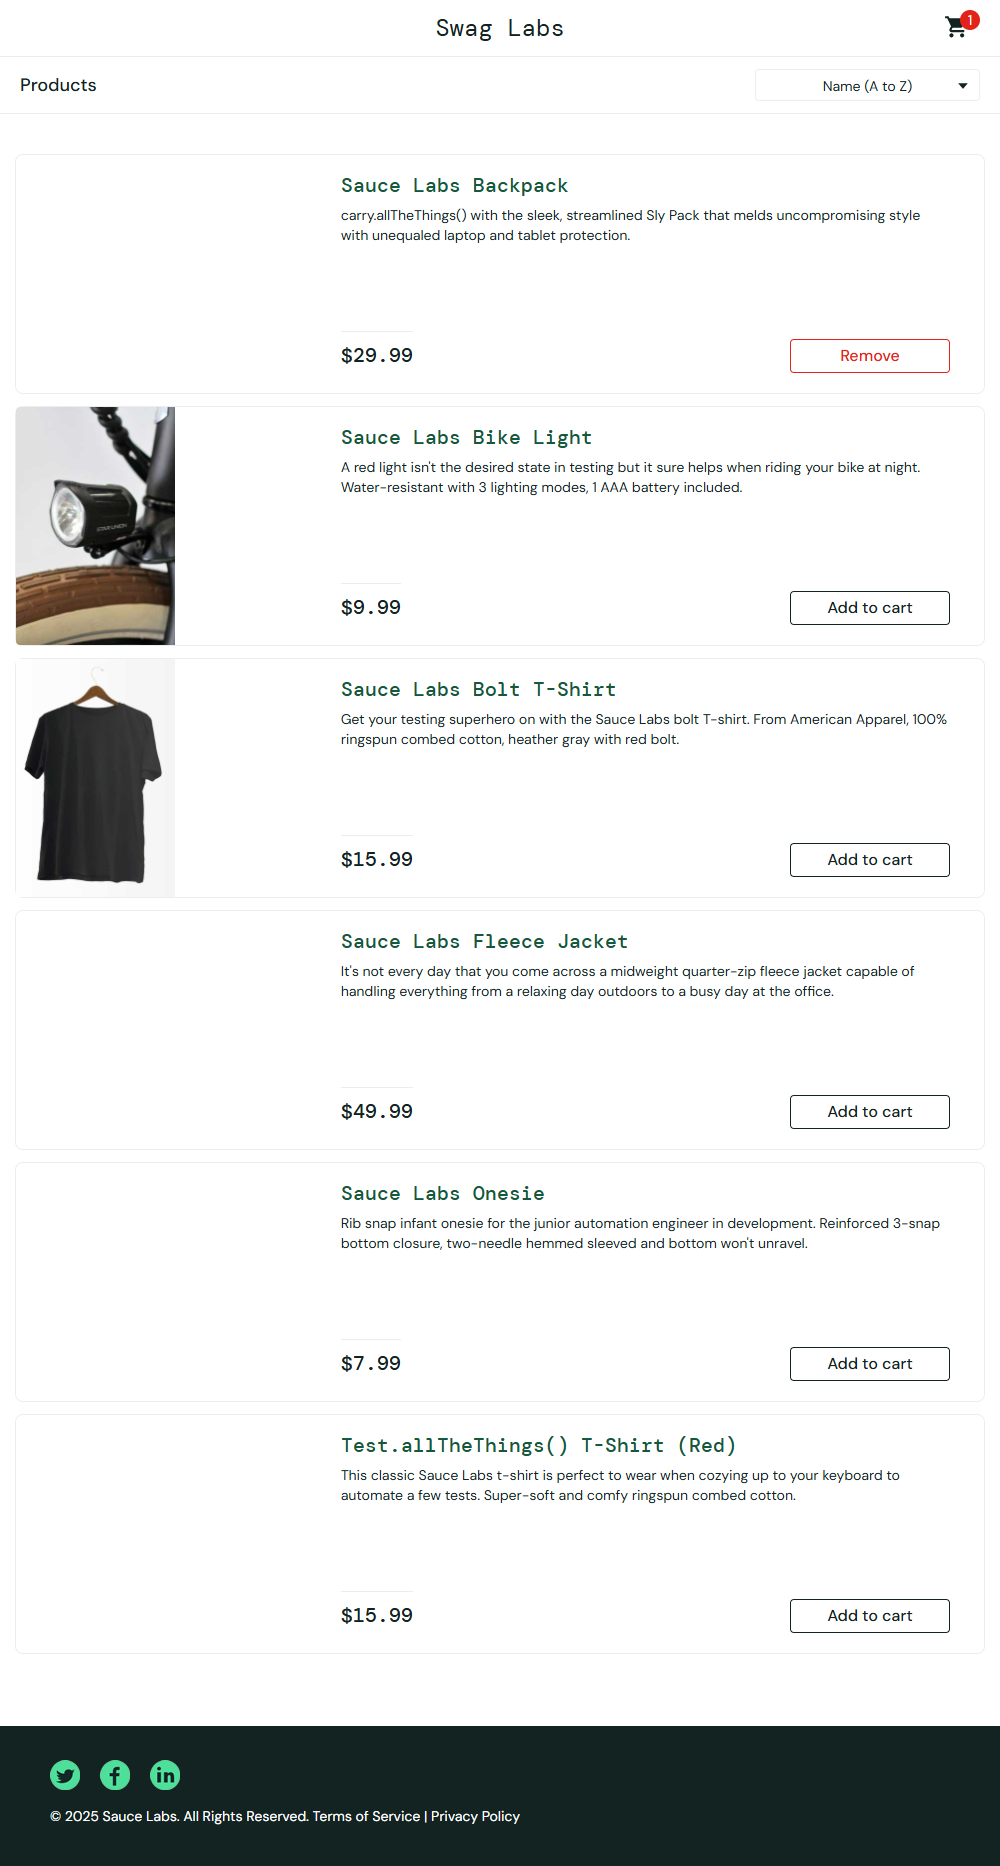 Swag Labs
1
Products
Name (A to Z)
Sauce Labs Backpack
carry.allTheThings() with the sleek, streamlined Sly Pack that melds uncompromising style
with unequaled laptop and tablet protection.
$29.99
Remove
Sauce Labs Bike Light
A red light isn't the desired state in testing but it sure helps when riding your bike at night.
Water-resistant with 3 lighting modes, 1 AAA battery included.
$9.99
Add to cart
Sauce Labs Bolt T-Shirt
Get your testing superhero on with the Sauce Labs bolt T-shirt. From American Apparel, 100%
ringspun combed cotton, heather gray with red bolt.
$15.99
Add to cart
Sauce Labs Fleece Jacket
It's not every day that you come across a midweight quarter-zip fleece jacket capable of
handling everything from a relaxing day outdoors to a busy day at the office.
$49.99
Add to cart
Sauce Labs Onesie
Rib snap infant onesie for the junior automation engineer in development. Reinforced 3-snap
bottom closure, two-needle hemmed sleeved and bottom won't unravel.
$7.99
Add to cart
Test.allTheThings() T-Shirt (Red)
This classic Sauce Labs t-shirt is perfect to wear when cozying up to your keyboard to
automate a few tests. Super-soft and comfy ringspun combed cotton.
$15.99
Add to cart
© 2025 Sauce Labs. All Rights Reserved. Terms of Service | Privacy Policy